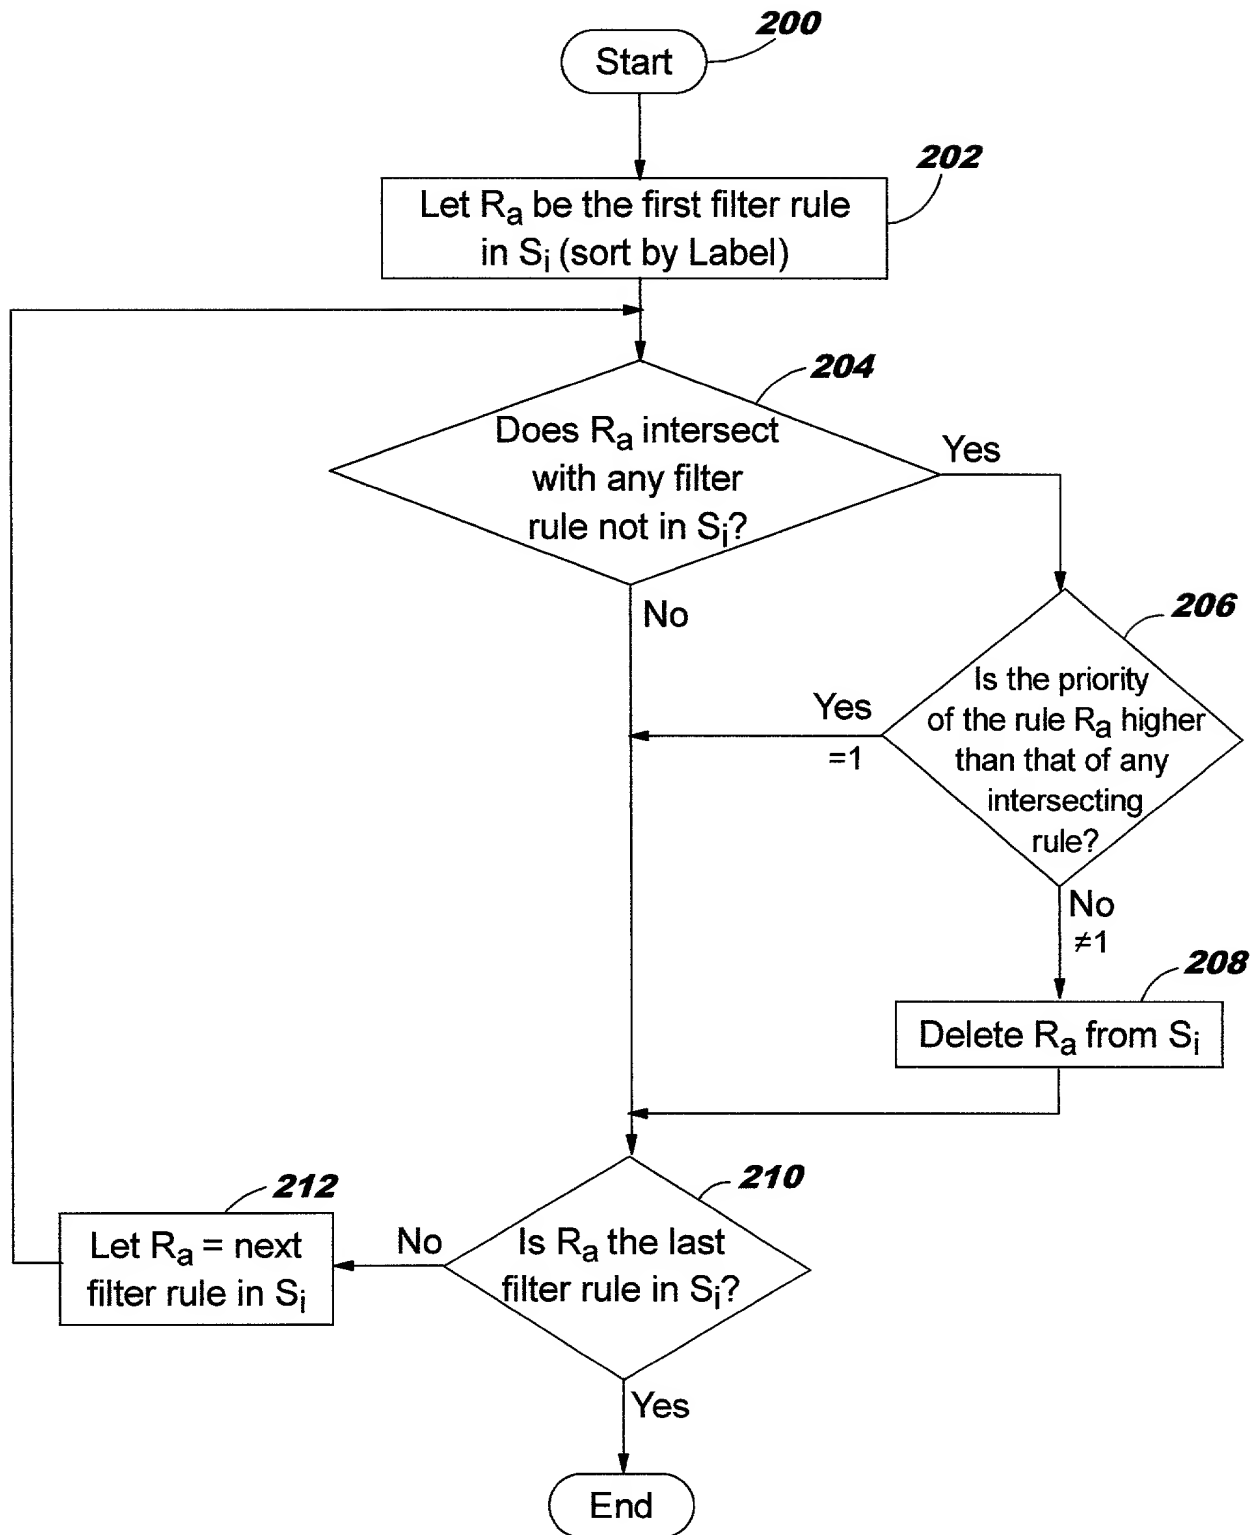 200
Start
202
Let Ra be the first filter rule
in Si (sort by Label)
204
Does Ra intersect
with any filter
rule not in Si?
Yes
No
206
Is the priority
of the rule Ra higher
than that of any
intersecting
rule?
Yes
=1
No
≠1
208
Delete Ra from Si
210
Is Ra the last
filter rule in Si?
No
212
Let Ra = next
filter rule in Si
Yes
End